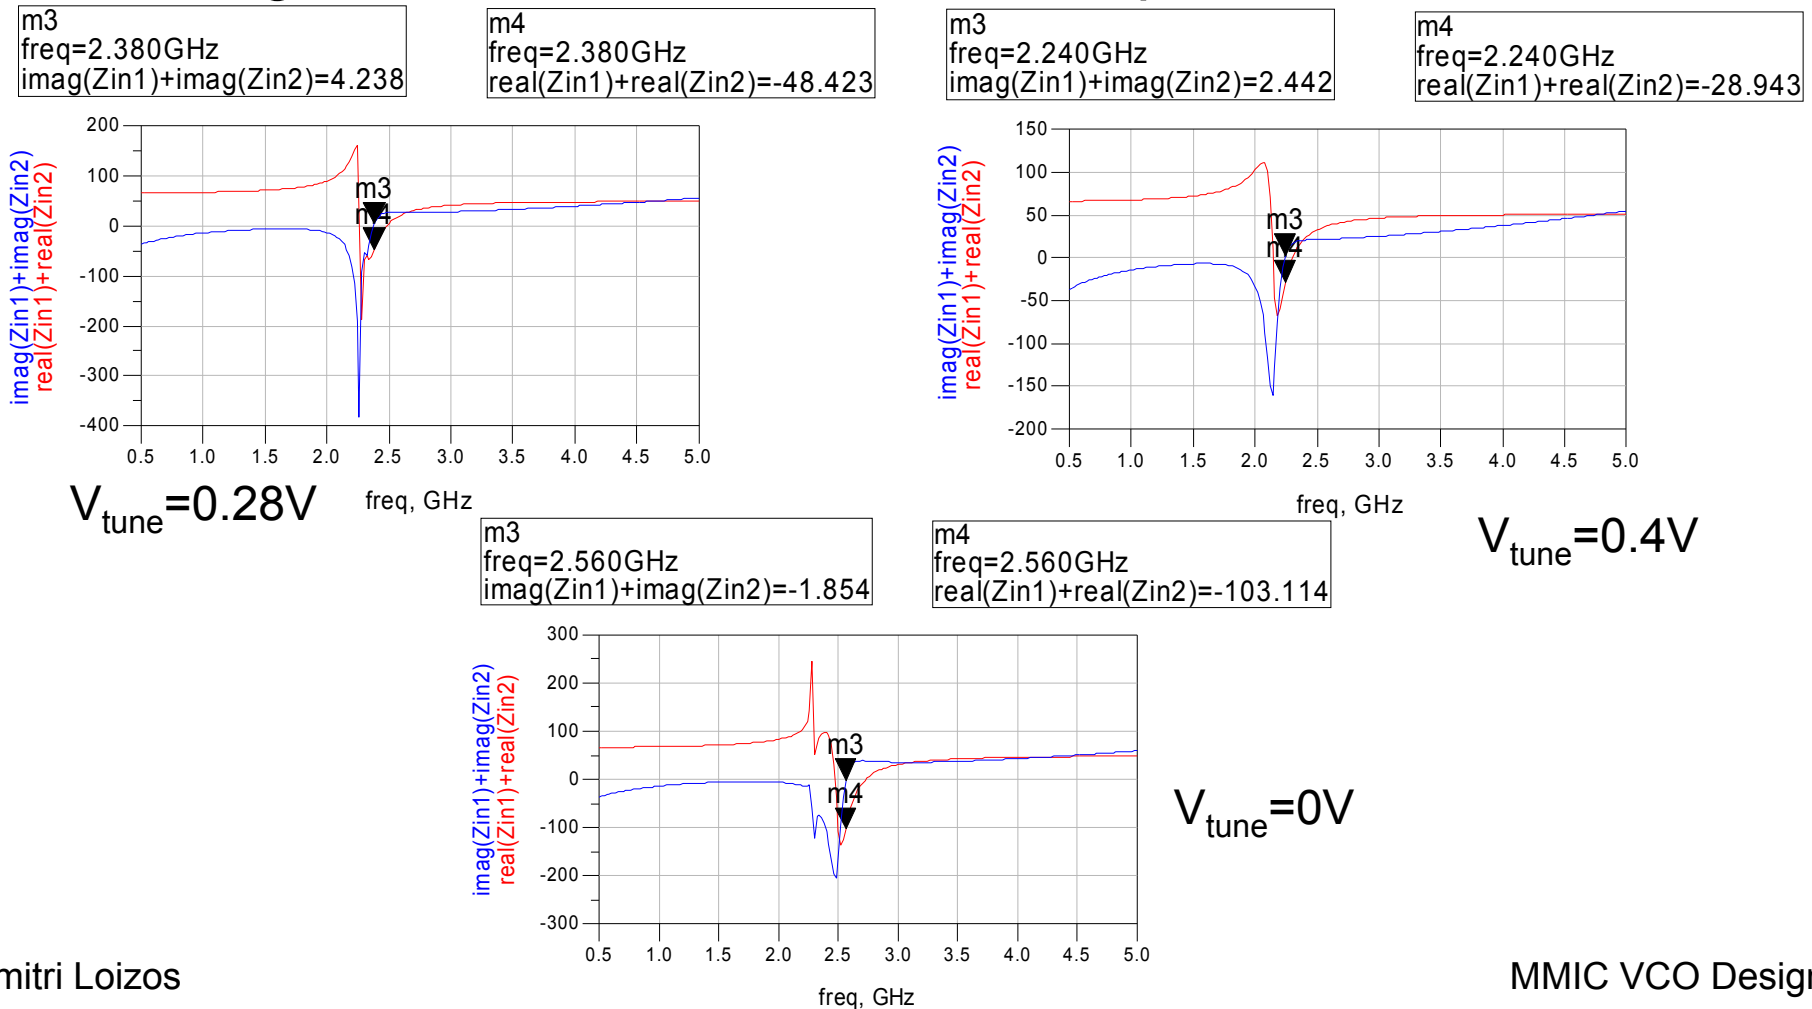 m3
freq=2.380GHz
imag(Zin1)+imag(Zin2)=4.238
m4
freq=2.380GHz
real(Zin1)+real(Zin2)=-48.423
m3
freq=2.240GHz
imag(Zin1)+imag(Zin2)=2.442
m4
freq=2.240GHz
real(Zin1)+real(Zin2)=-28.943
imag(Zin1)+imag(Zin2)
real(Zin1)+real(Zin2)
200
100
0
-100
-200
-300
-400
m3
m4
0.5 1.0 1.5 2.0 2.5 3.0 3.5 4.0 4.5 5.0
freq, GHz
Vtune=0.28V
imag(Zin1)+imag(Zin2)
real(Zin1)+real(Zin2)
150
100
50
0
-50
-100
-150
-200
m3
m4
0.5 1.0 1.5 2.0 2.5 3.0 3.5 4.0 4.5 5.0
freq, GHz
Vtune=0.4V
m3
freq=2.560GHz
imag(Zin1)+imag(Zin2)=-1.854
m4
freq=2.560GHz
real(Zin1)+real(Zin2)=-103.114
imag(Zin1)+imag(Zin2)
real(Zin1)+real(Zin2)
300
200
100
0
-100
-200
-300
m3
m4
0.5 1.0 1.5 2.0 2.5 3.0 3.5 4.0 4.5 5.0
freq, GHz
Vtune=0V
mitri Loizos
MMIC VCO Design